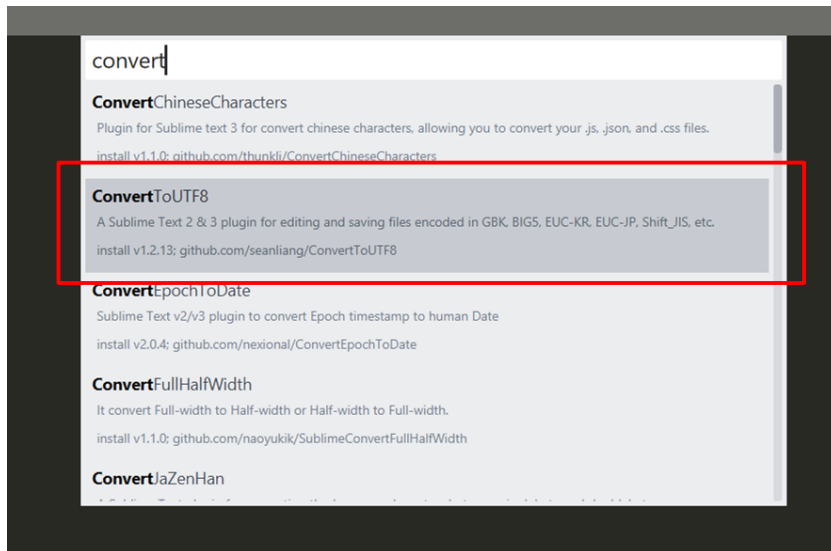 convert
ConvertChineseCharacters
Plugin for Sublime text 3 for convert chinese characters, allowing you to convert your .js, .json, and .css files.
install v1.1.0; github.com/thunkli/ConvertChineseCharacters
ConvertToUTF8
A Sublime Text 2 & 3 plugin for editing and saving files encoded in GBK, BIG5, EUC-KR, EUC-JP, Shift_JIS, etc.
install v1.2.13; github.com/seanliang/ConvertToUTF8
ConvertEpochToDate
Sublime Text v2/v3 plugin to convert Epoch timestamp to human Date
install v2.0.4; github.com/nexional/ConvertEpochToDate
ConvertFullHalfWidth
It convert Full-width to Half-width or Half-width to Full-width.
install v1.1.0; github.com/naoyukik/SublimeConvertFullHalfWidth
ConvertJaZenHan